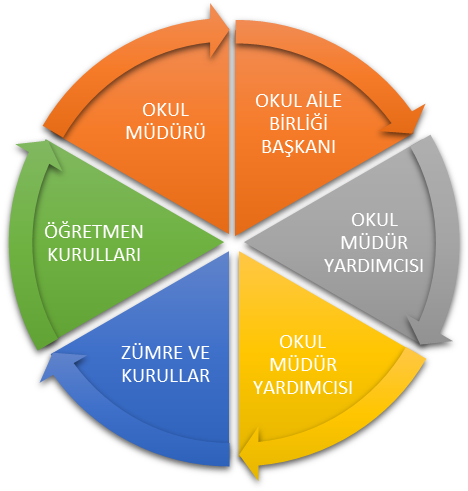 OKUL
MÜDÜRÜ
OKUL AİLE
BİRLİĞİ
BAŞKANI
OKUL
MÜDÜR
YARDIMCISI
OKUL
MÜDÜR
YARDIMCISI
ZÜMRE VE
KURULLAR
ÖĞRETMEN
KURULLARI